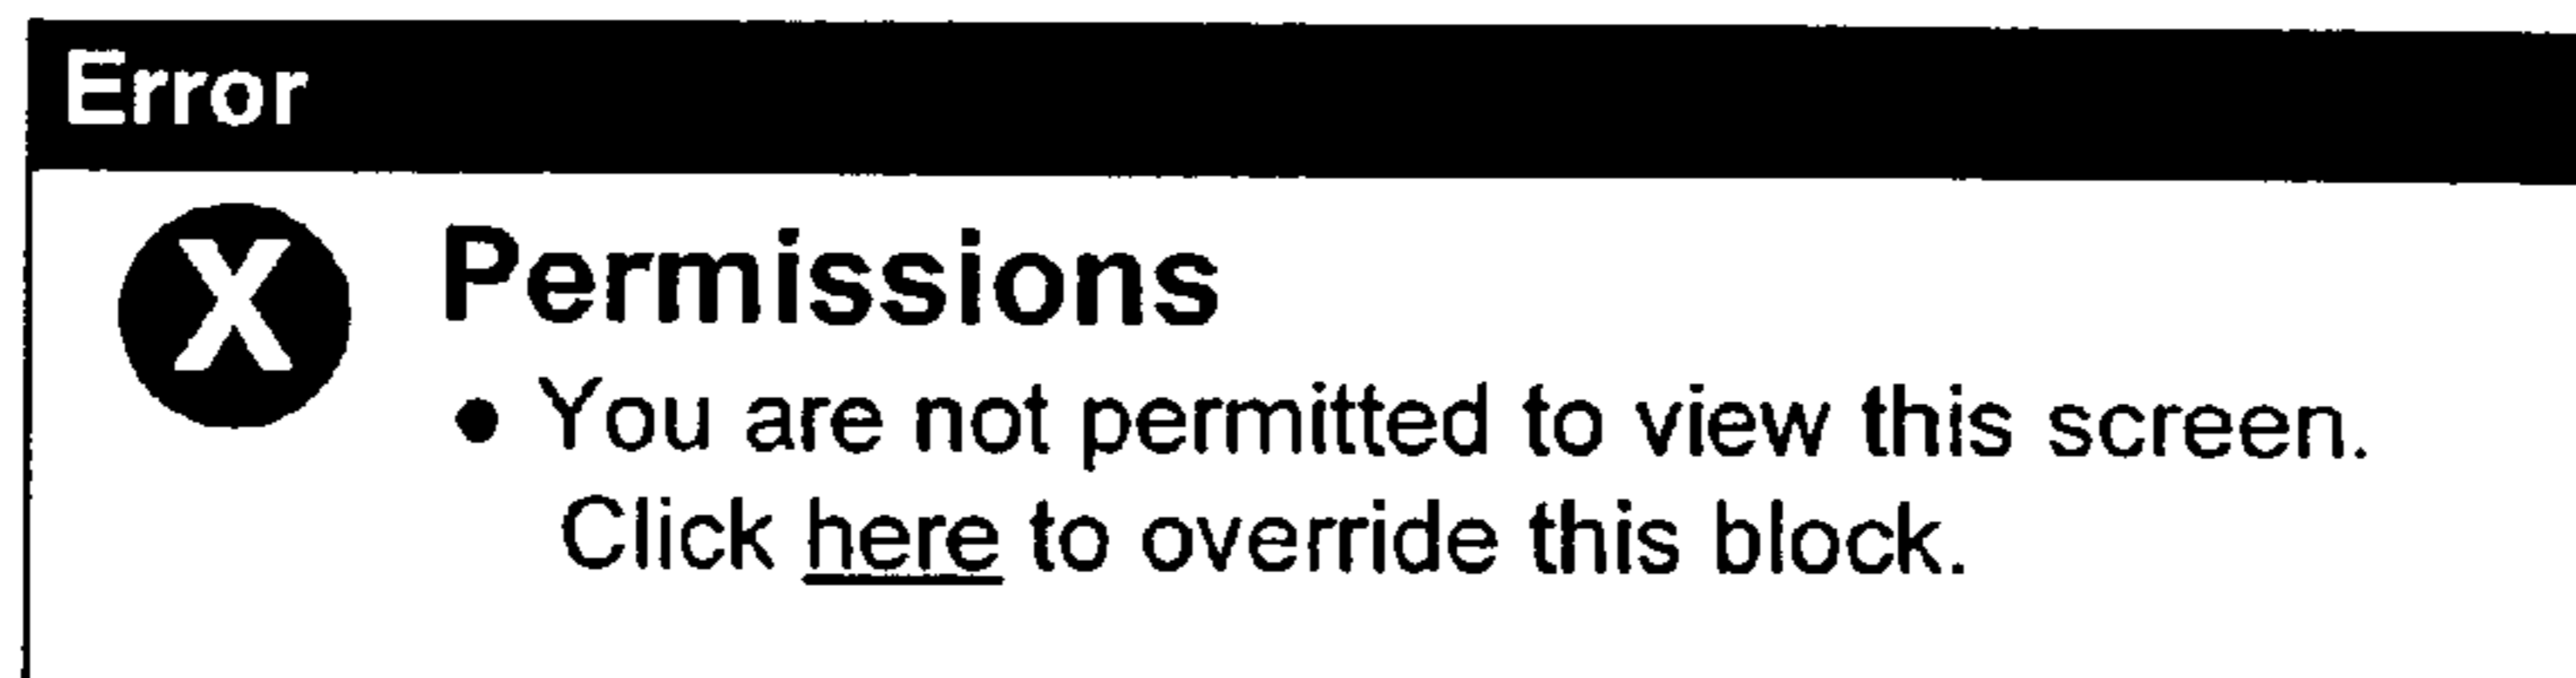 Error
X Permissions
• You are not permitted to view this screen.
Click here to override this block.